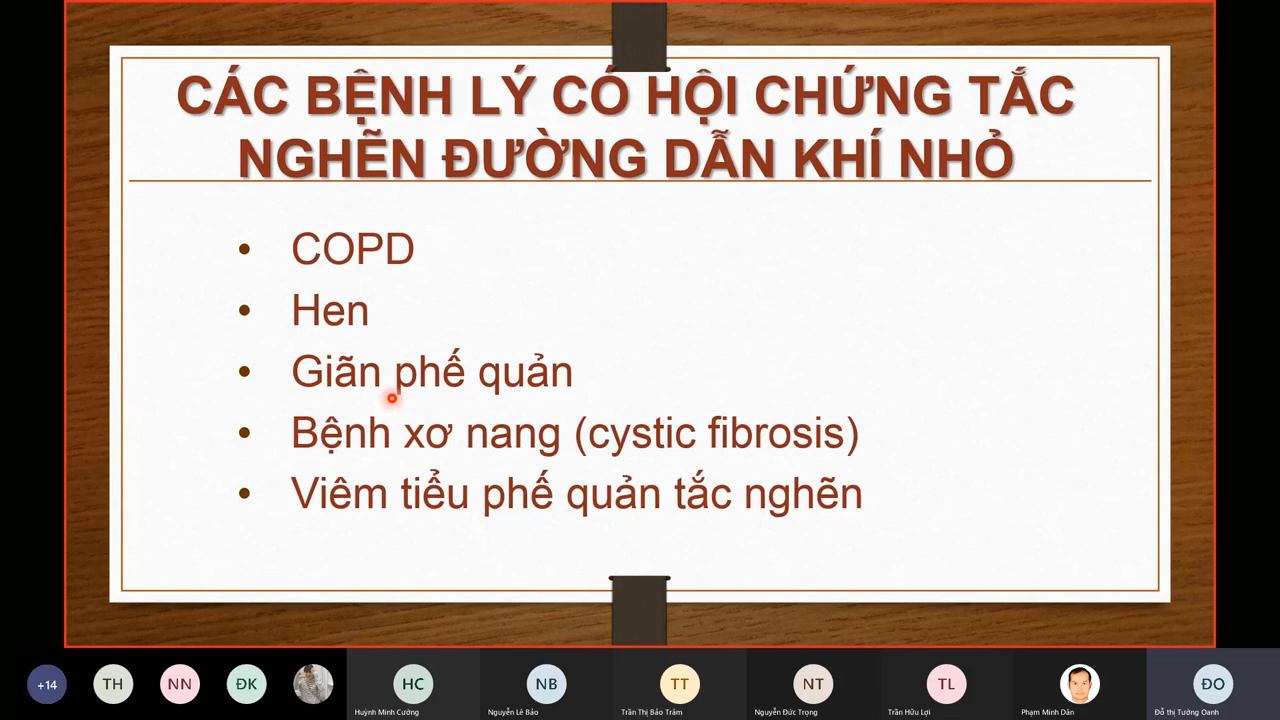 CÁC BỆNH LÝ CÓ HỘI CHỨNG TẮC
NGHẼN ĐƯỜNG DẪN KHÍ NHỎ
• COPD
• Hen
• Giãn phế quản
• Bệnh xơ nang (cystic fibrosis)
• Viêm tiểu phế quản tắc nghẽn
+14
TH
NN
ĐK
HC
NB
TT
NT
TL
ĐO
Huỳnh Minh Cường
Nguyễn Lê Bảo
Trần Thị Bảo Trâm
Nguyễn Đức Trọng
Trần Hữu Lợi
Phạm Minh Dân
Đỗ thị Tường Oanh